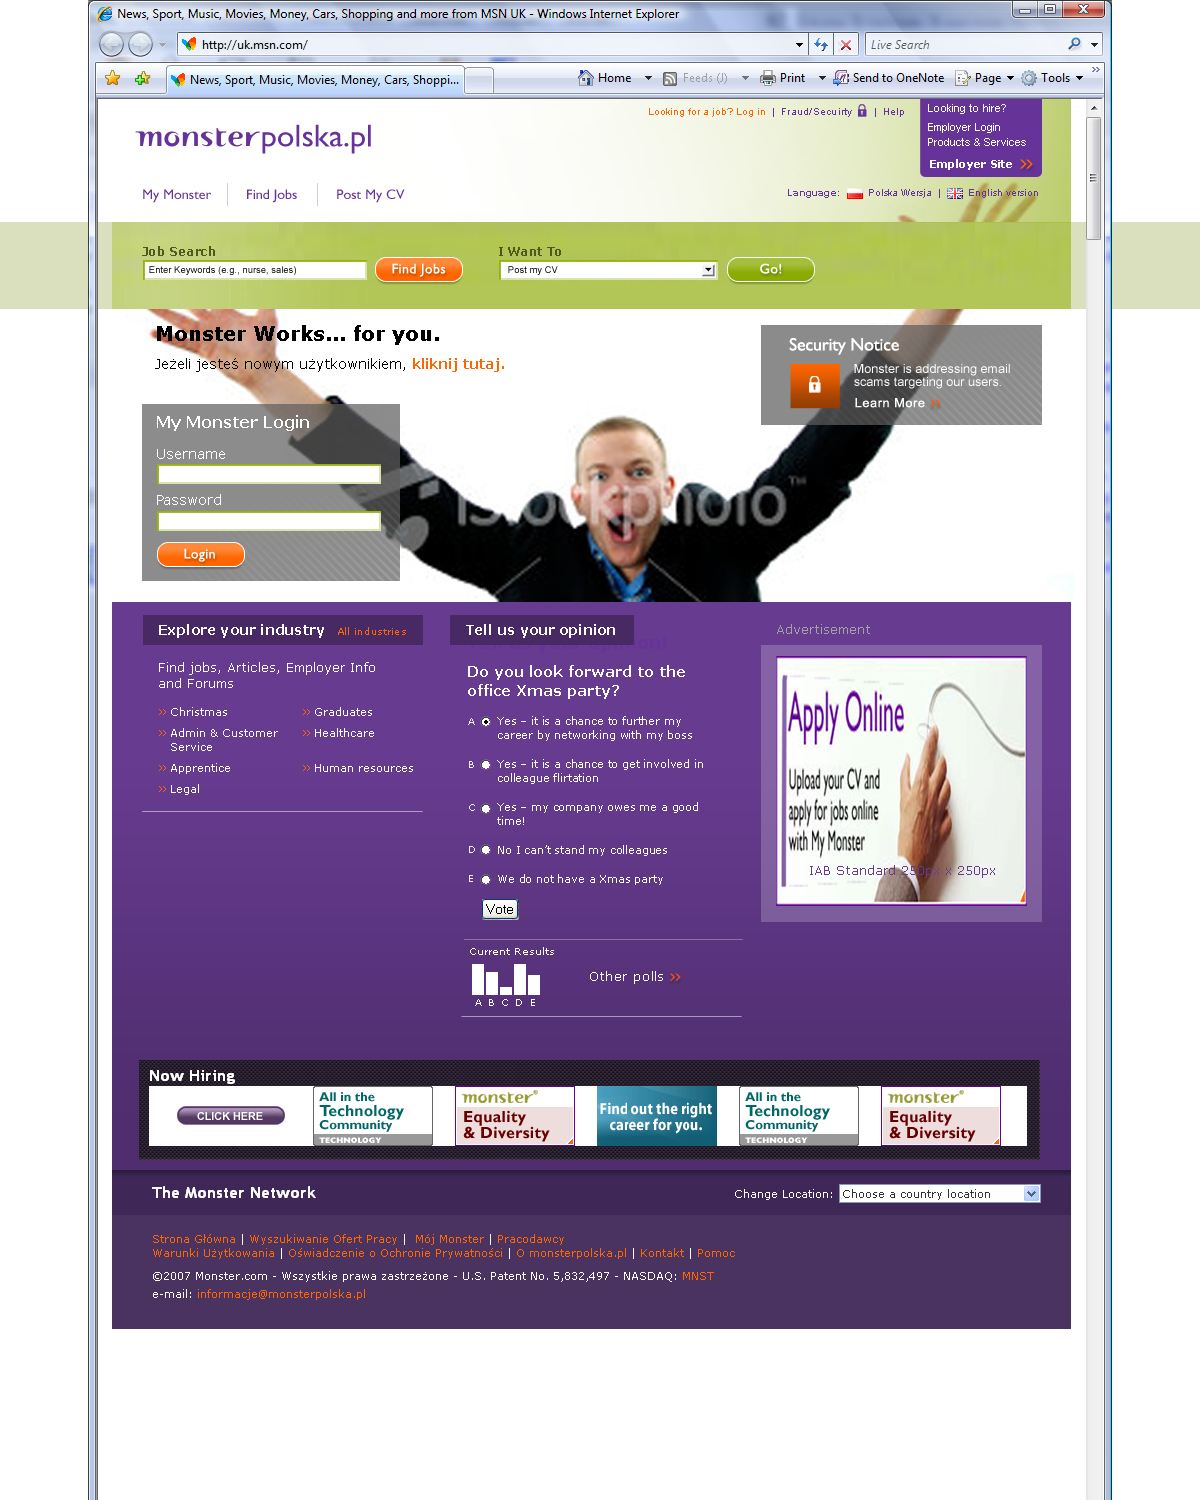 News, Sport, Music, Movies, Money, Cars, Shopping and more from MSN UK - Windows Internet Explorer
http://uk.msn.com/
Live Search
News, Sport, Music, Movies, Money, Cars, Shoppi...
Home
Feeds (J)
Print
Send to OneNote
Page
Tools
monsterpolska.pl
Looking for a job? Log in | Fraud/Secuirty | Help
Looking to hire?
Employer Login
Products & Services
Employer Site
My Monster
Find Jobs
Post My CV
Language: Polska Wersja | English version
Job Search
Enter Keywords (e.g., nurse, sales)
Find Jobs
I Want To
Post my CV
Go!
Monster Works... for you.
Jeżeli jesteś nowym użytkownikiem, kliknij tutaj.
Security Notice
Monster is addressing email
scams targeting our users.
Learn More
My Monster Login
Username
Password
Login
iStockphoto
Explore your industry
All industries
Find jobs, Articles, Employer Info
and Forums
Christmas
Graduates
Admin & Customer
Service
Healthcare
Apprentice
Human resources
Legal
Tell us your opinion
Do you look forward to the
office Xmas party?
A Yes – it is a chance to further my
career by networking with my boss
B Yes – it is a chance to get involved in
colleague flirtation
C Yes – my company owes me a good
time!
D No I can't stand my colleagues
E We do not have a Xmas party
Vote
Current Results
A B C D E
Other polls
Advertisement
Apply Online
Upload your CV and
apply for jobs online
with My Monster
IAB Standard 250px x 250px
Now Hiring
CLICK HERE
All in the
Technology
Community
TECHNOLOGY
monster®
Equality
& Diversity
Find out the right
career for you.
All in the
Technology
Community
TECHNOLOGY
monster®
Equality
& Diversity
The Monster Network
Change Location: Choose a country location
Strona Główna | Wyszukiwanie Ofert Pracy | Mój Monster | Pracodawcy
Warunki Użytkowania | Oświadczenie o Ochronie Prywatności | O monsterpolska.pl | Kontakt | Pomoc
©2007 Monster.com - Wszystkie prawa zastrzeżone - U.S. Patent No. 5,832,497 - NASDAQ: MNST
e-mail: informacje@monsterpolska.pl